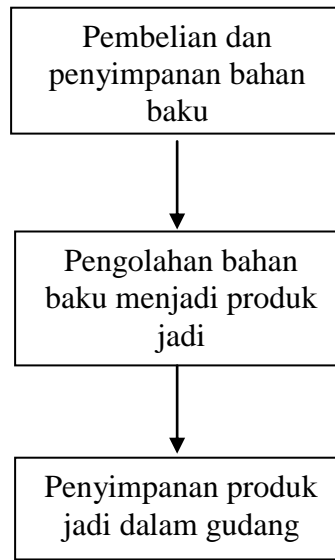 Pembelian dan
penyimpanan bahan
baku
Pengolahan bahan
baku menjadi produk
jadi
Penyimpanan produk
jadi dalam gudang